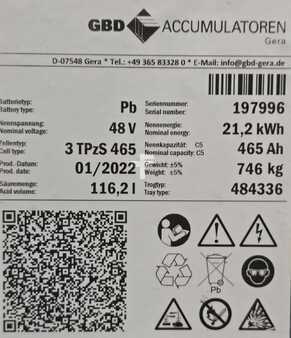 GBD ACCUMULATOREN
Gera
D-07548 Gera * Tel.: +49 365 83328 0 * E-Mail: info@gbd-gera.de
Batterietyp: Pb Seriennummer: 197996
Battery type: Serial number:
Nennspannung: 48 V Nennenergie: 21,2 kWh
Nominal voltage: Nominal energy:
Zellentyp: 3 TPzS 465 Nennkapazität: C5 465 Ah
Cell type: Nominal capacity: C5
Prod.-Datum: 01/2022 Gewicht: ±5% 746 kg
Prod. Date: Weight: ±5%
Säuremenge: 116,2 l Trogtyp: 484336
Acid volume: Tray type:
Pb